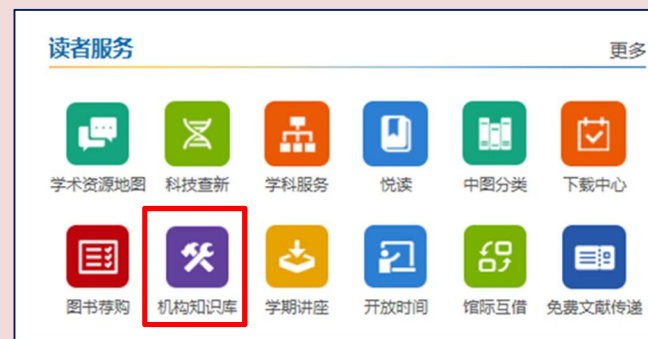 读者服务 更多
学术资源地图 科技查新 学科服务 悦读 中图分类 下载中心
图书荐购 机构知识库 学期讲座 开放时间 馆际互借 免费文献传递